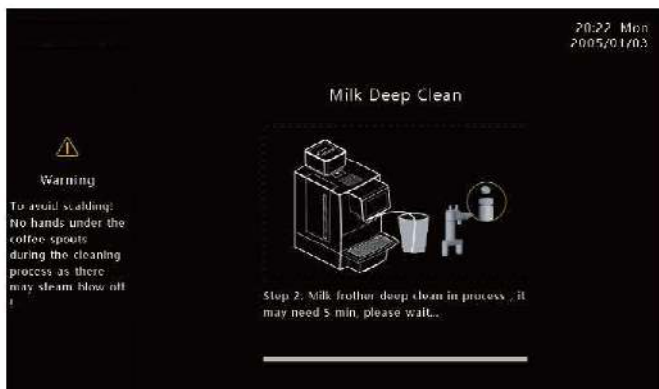 20:22 Mon
2005/01/03
Milk Deep Clean
Warning
To avoid scalding!
No hands under the
coffee spouts
during the cleaning
process as there
may steam blow off
!
Step 2: Milk frother deep clean in process , it
may need 5 min, please wait...